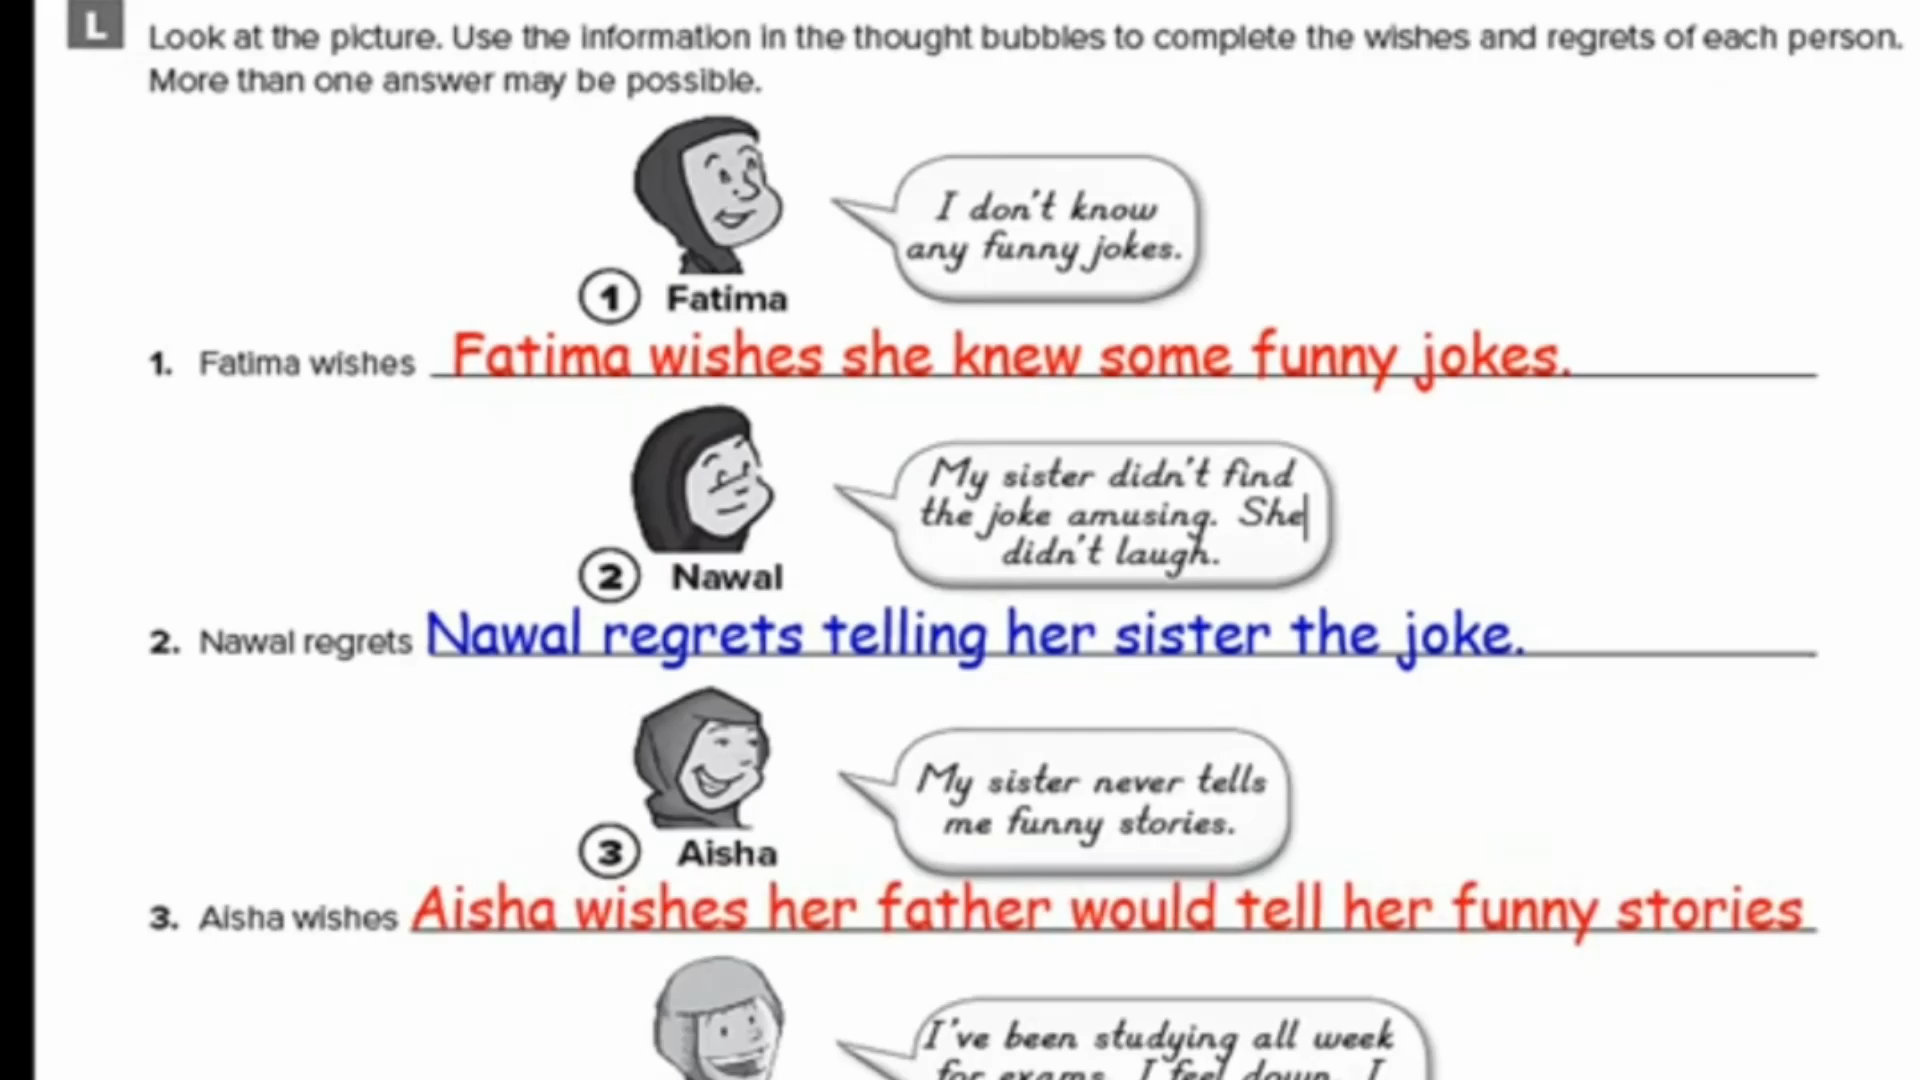 L
Look at the picture. Use the information in the thought bubbles to complete the wishes and regrets of each person.
More than one answer may be possible.
I don't know
any funny jokes.
1 Fatima
1. Fatima wishes Fatima wishes she knew some funny jokes.
My sister didn't find
the joke amusing. She
didn't laugh.
2 Nawal
2. Nawal regrets Nawal regrets telling her sister the joke.
My sister never tells
me funny stories.
3 Aisha
3. Aisha wishes Aisha wishes her father would tell her funny stories
I've been studying all week
for exams. I feel down. I